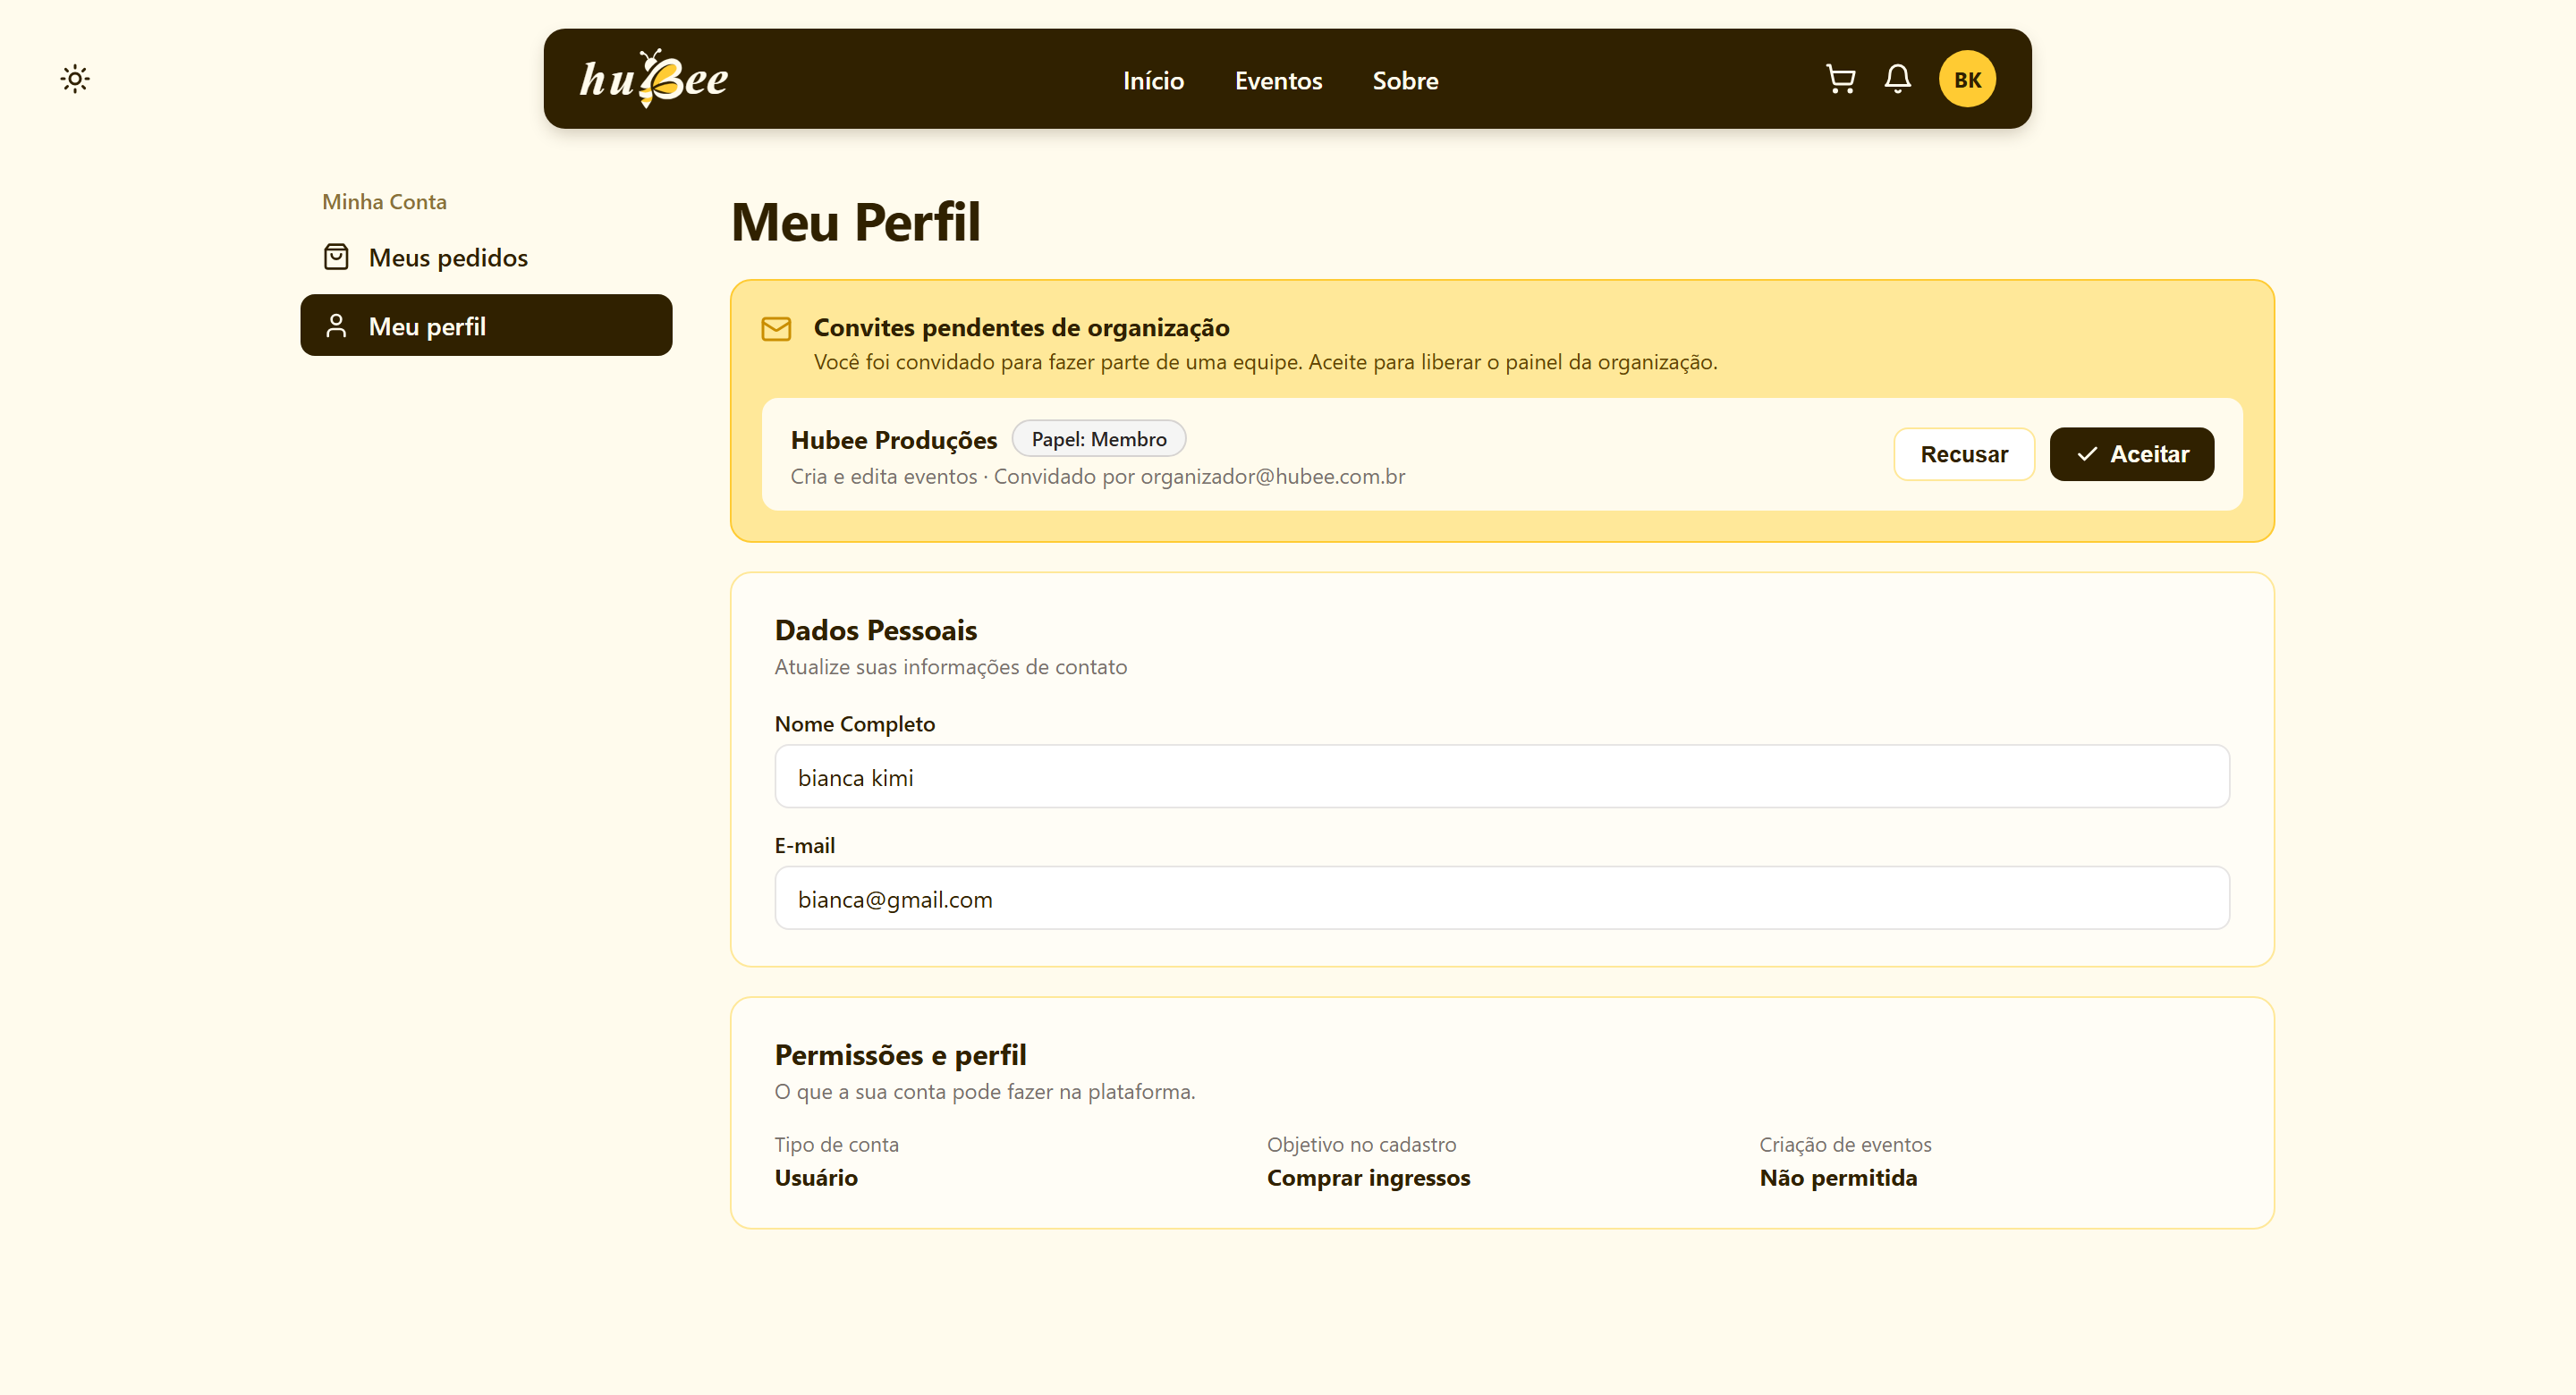 huBee
Início
Eventos
Sobre
BK
Minha Conta
Meus pedidos
Meu perfil
Meu Perfil
Convites pendentes de organização
Você foi convidado para fazer parte de uma equipe. Aceite para liberar o painel da organização.
Hubee Produções
Papel: Membro
Cria e edita eventos · Convidado por organizador@hubee.com.br
Recusar
Aceitar
Dados Pessoais
Atualize suas informações de contato
Nome Completo
bianca kimi
E-mail
bianca@gmail.com
Permissões e perfil
O que a sua conta pode fazer na plataforma.
Tipo de conta
Usuário
Objetivo no cadastro
Comprar ingressos
Criação de eventos
Não permitida